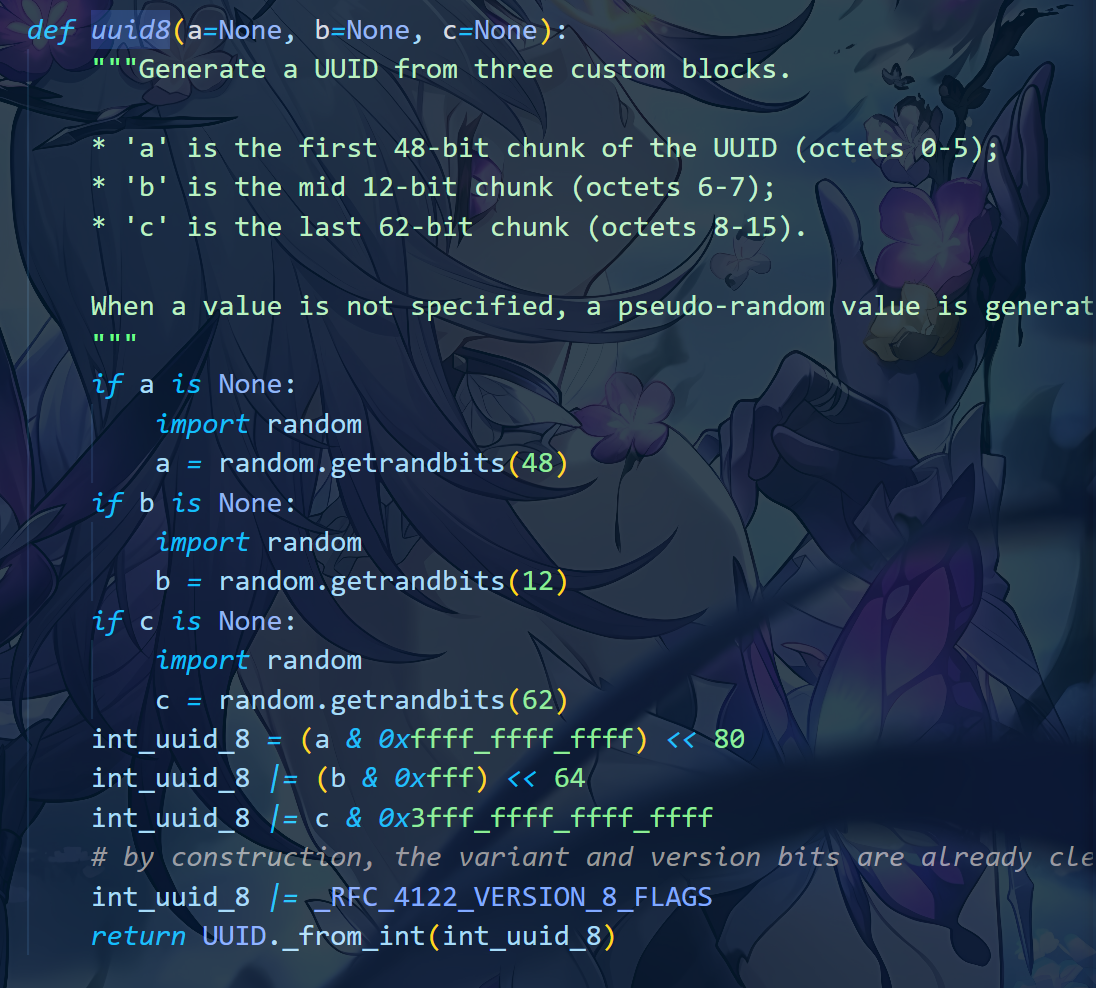 def uuid8(a=None, b=None, c=None):
    """Generate a UUID from three custom blocks.

    * 'a' is the first 48-bit chunk of the UUID (octets 0-5);
    * 'b' is the mid 12-bit chunk (octets 6-7);
    * 'c' is the last 62-bit chunk (octets 8-15).

    When a value is not specified, a pseudo-random value is generat
    """
    if a is None:
        import random
        a = random.getrandbits(48)
    if b is None:
        import random
        b = random.getrandbits(12)
    if c is None:
        import random
        c = random.getrandbits(62)
    int_uuid_8 = (a & 0xffff_ffff_ffff) << 80
    int_uuid_8 |= (b & 0xfff) << 64
    int_uuid_8 |= c & 0x3fff_ffff_ffff_ffff
    # by construction, the variant and version bits are already cle
    int_uuid_8 |= _RFC_4122_VERSION_8_FLAGS
    return UUID._from_int(int_uuid_8)